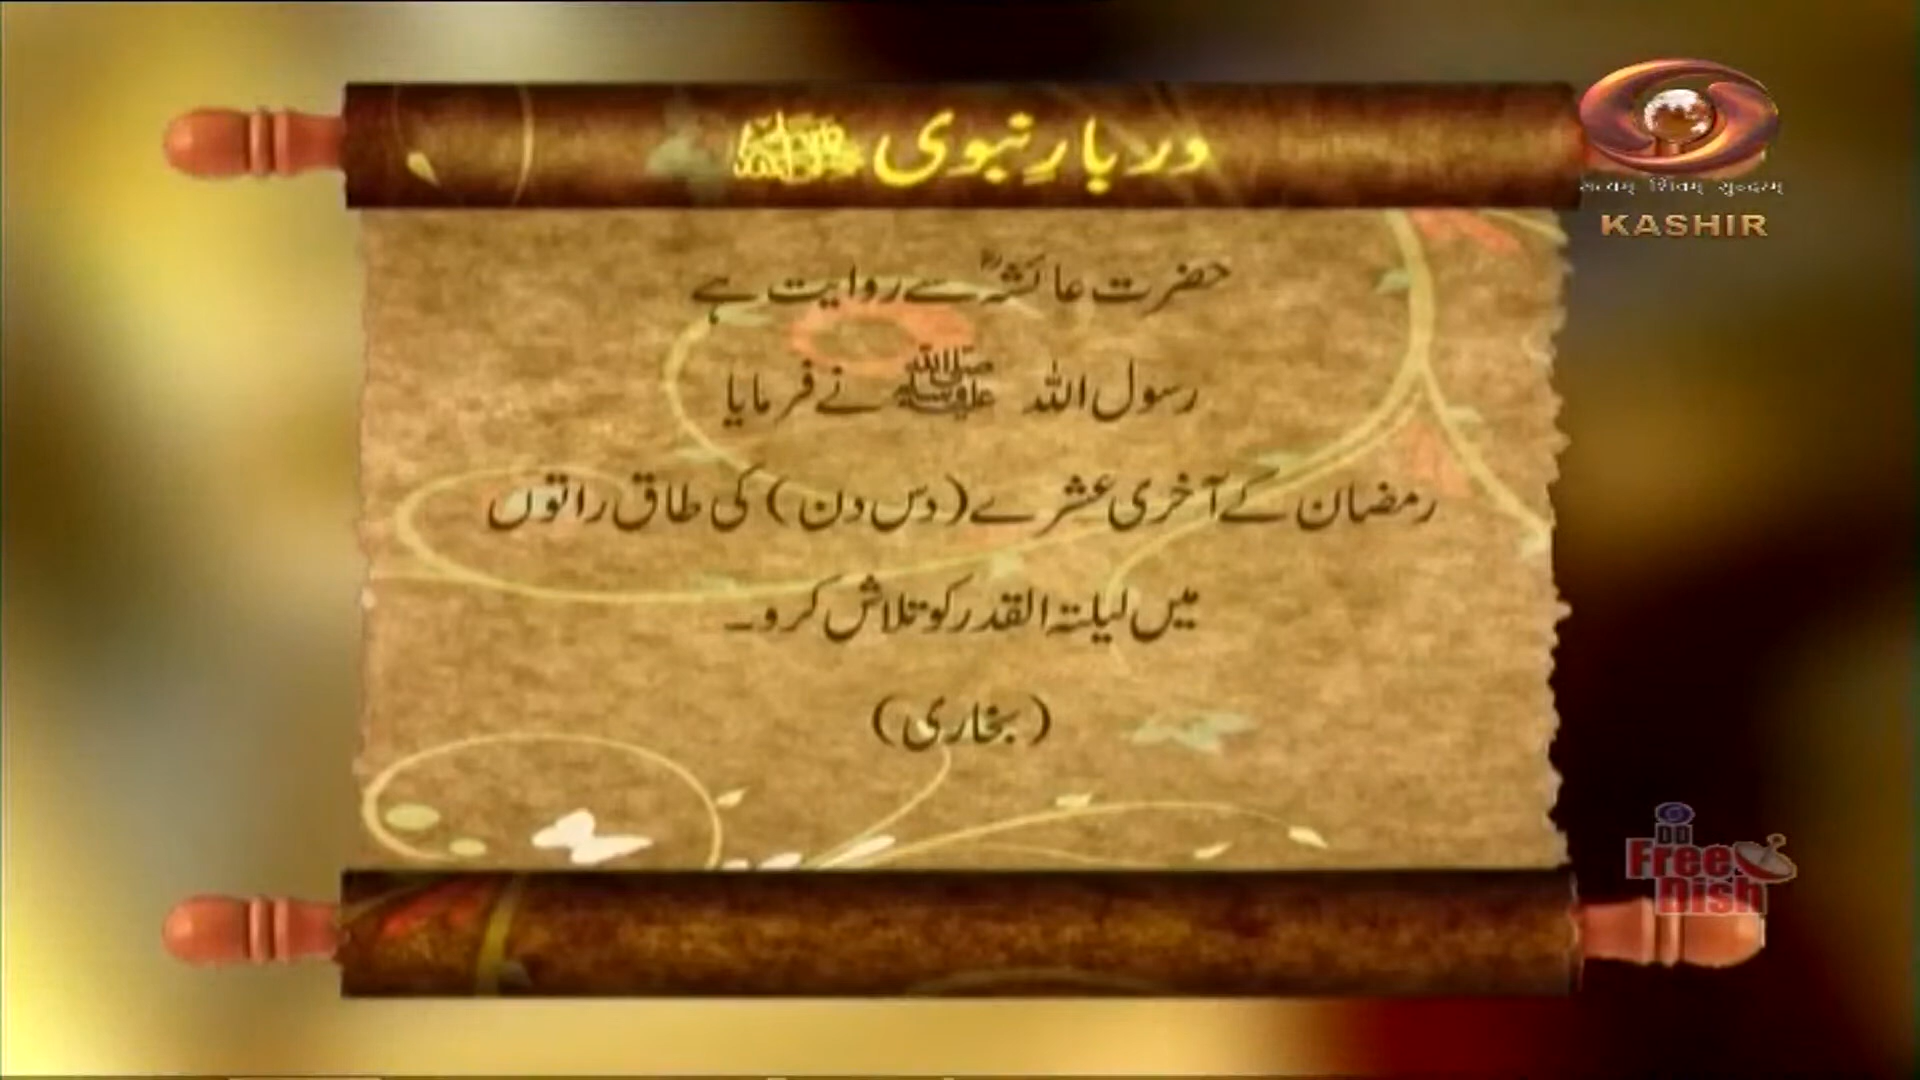 دربارِ نبوی ﷺ
सत्यम् शिवम् सुन्दरम्
KASHIR
حضرت عائشہؓ سے روایت ہے
رسول اللہ ﷺ نے فرمایا
رمضان کے آخری عشرے (دس دن) کی طاق راتوں
میں لیلتہ القدر کو تلاش کرو۔
(بخاری)
DD
Free
Dish